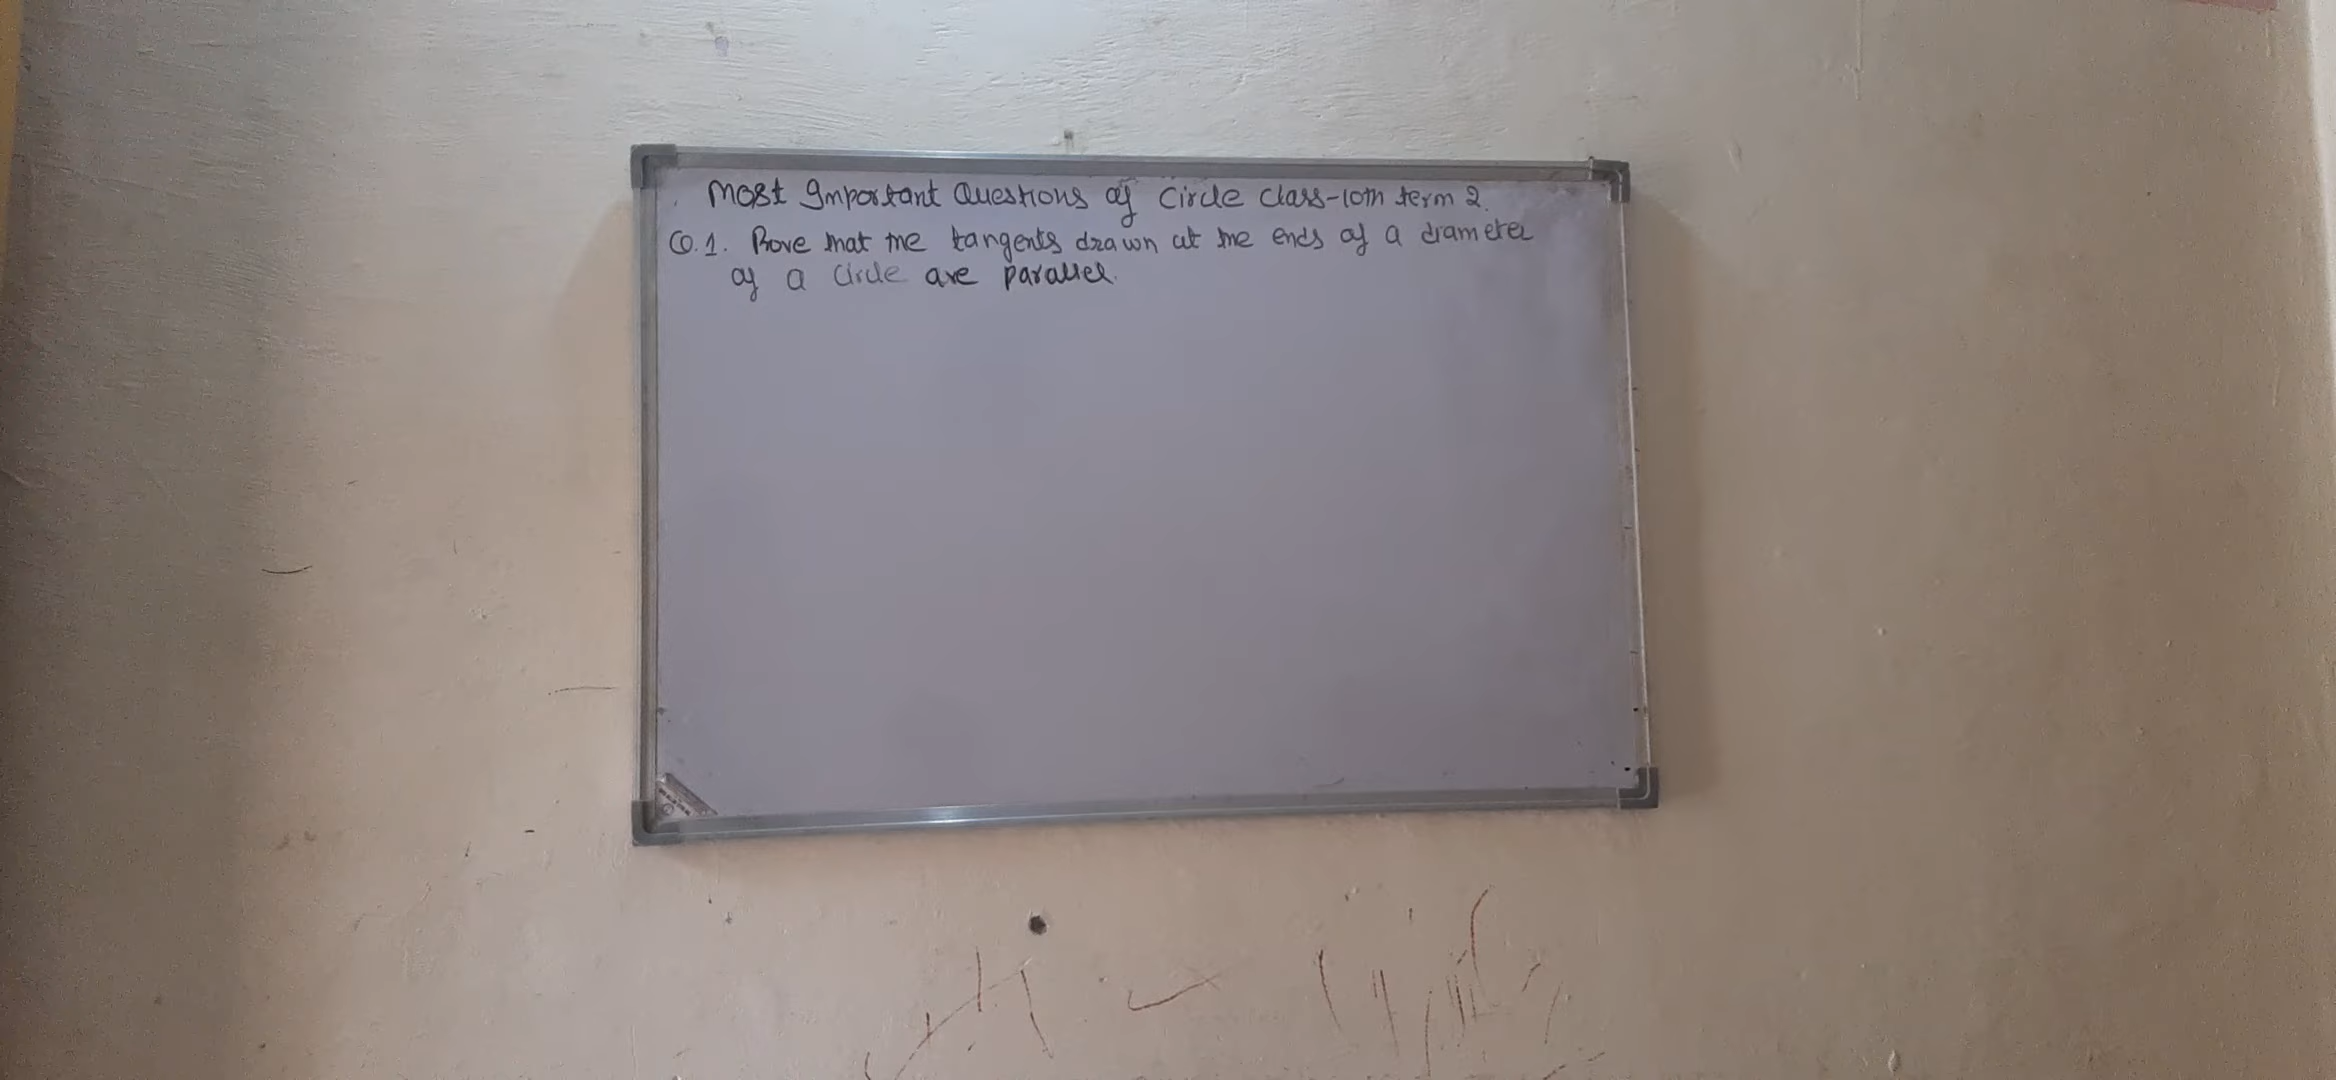 Most Important Questions of Circle Class-10th term 2.
Q.1. Prove that the tangents drawn at the ends of a diameter
of a circle are parallel.